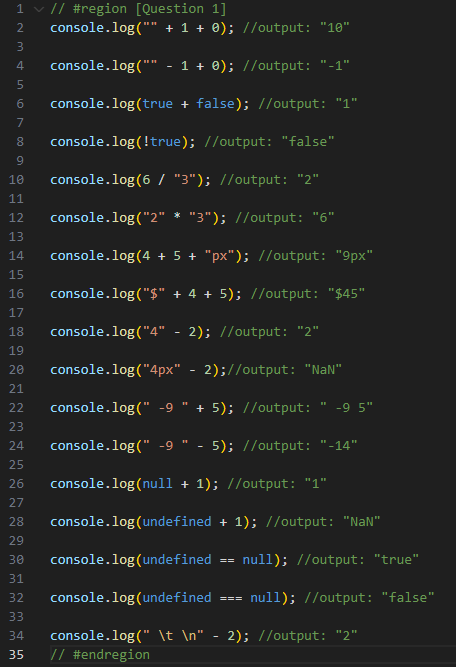 1 // #region [Question 1]
2 console.log("" + 1 + 0); //output: "10"
3
4 console.log("" - 1 + 0); //output: "-1"
5
6 console.log(true + false); //output: "1"
7
8 console.log(!true); //output: "false"
9
10 console.log(6 / "3"); //output: "2"
11
12 console.log("2" * "3"); //output: "6"
13
14 console.log(4 + 5 + "px"); //output: "9px"
15
16 console.log("$" + 4 + 5); //output: "$45"
17
18 console.log("4" - 2); //output: "2"
19
20 console.log("4px" - 2);//output: "NaN"
21
22 console.log(" -9 " + 5); //output: " -9 5"
23
24 console.log(" -9 " - 5); //output: "-14"
25
26 console.log(null + 1); //output: "1"
27
28 console.log(undefined + 1); //output: "NaN"
29
30 console.log(undefined == null); //output: "true"
31
32 console.log(undefined === null); //output: "false"
33
34 console.log(" \t \n" - 2); //output: "2"
35 // #endregion